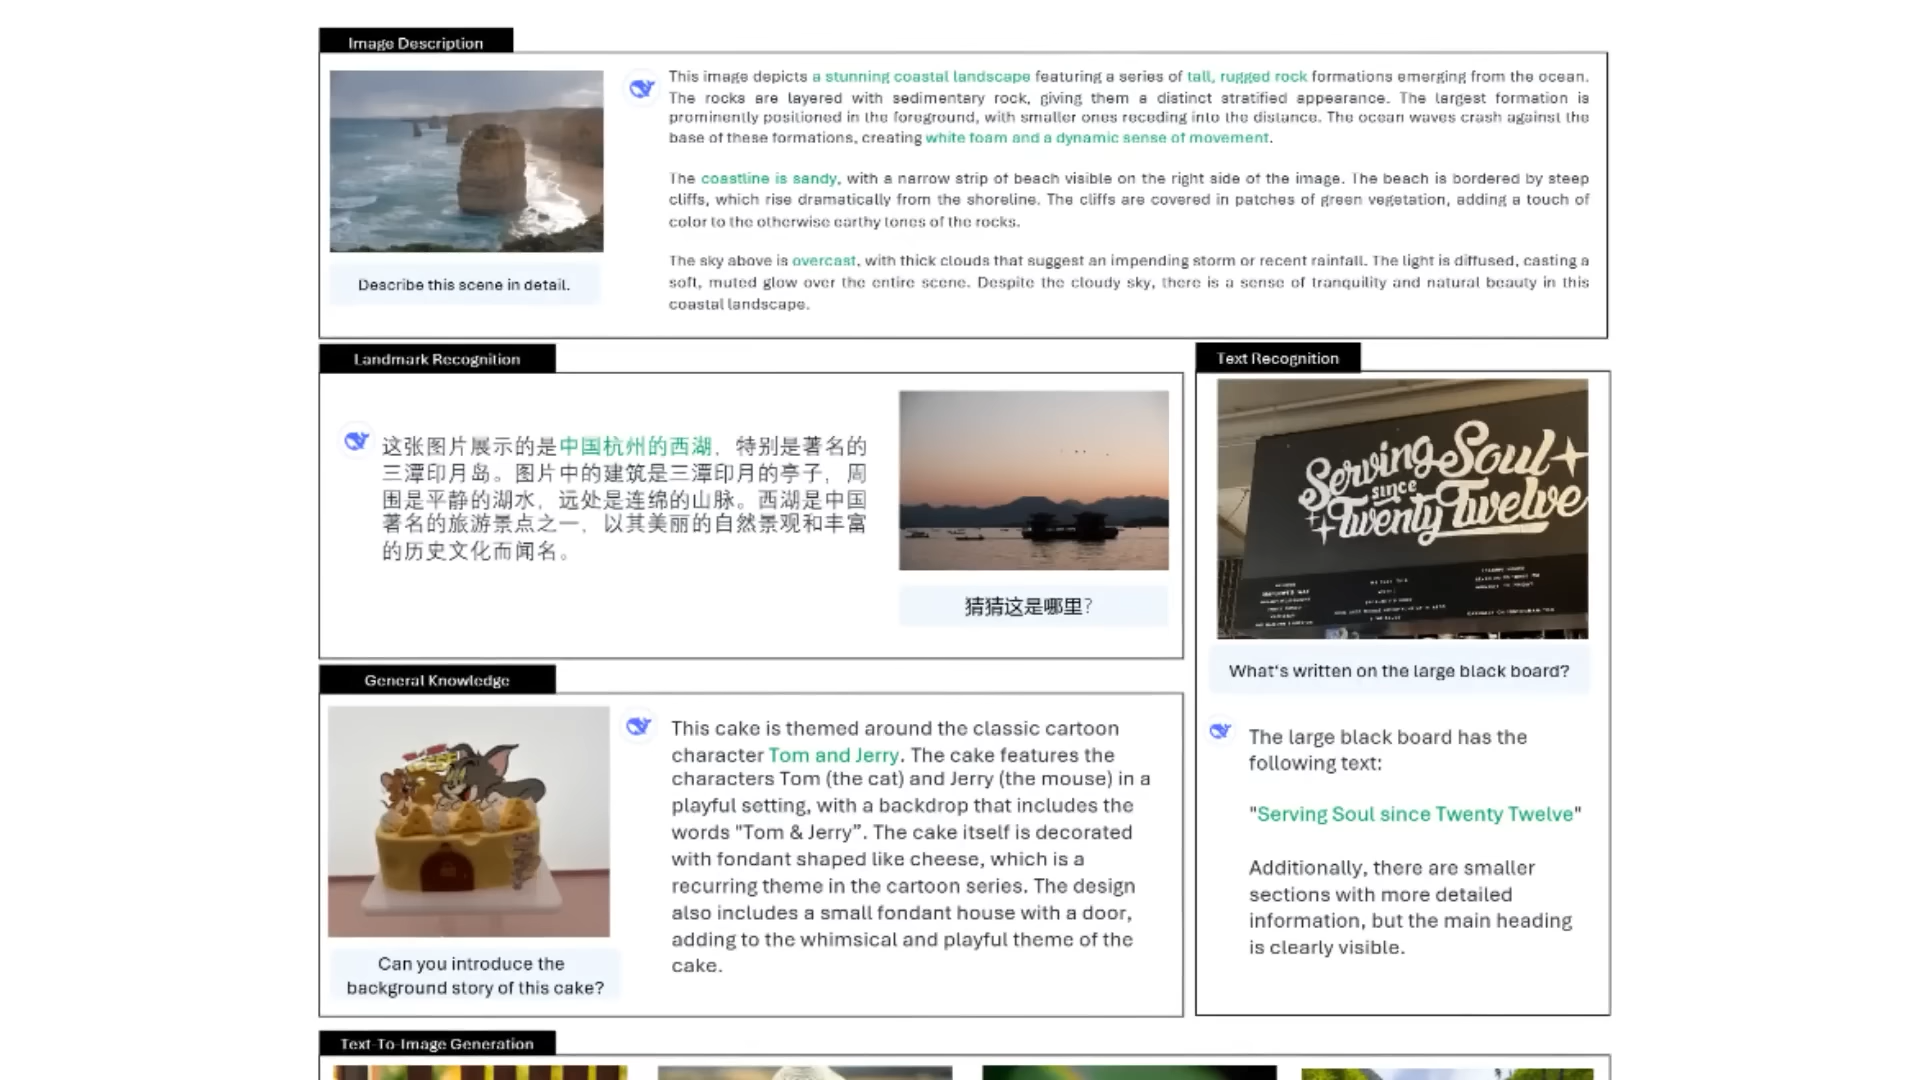 Image Description
This image depicts a stunning coastal landscape featuring a series of tall, rugged rock formations emerging from the ocean.
The rocks are layered with sedimentary rock, giving them a distinct stratified appearance. The largest formation is
prominently positioned in the foreground, with smaller ones receding into the distance. The ocean waves crash against the
base of these formations, creating white foam and a dynamic sense of movement.
The coastline is sandy, with a narrow strip of beach visible on the right side of the image. The beach is bordered by steep
cliffs, which rise dramatically from the shoreline. The cliffs are covered in patches of green vegetation, adding a touch of
color to the otherwise earthy tones of the rocks.
The sky above is overcast, with thick clouds that suggest an impending storm or recent rainfall. The light is diffused, casting a
soft, muted glow over the entire scene. Despite the cloudy sky, there is a sense of tranquility and natural beauty in this
coastal landscape.
Describe this scene in detail.
Landmark Recognition
这张图片展示的是中国杭州的西湖，特别是著名的
三潭印月岛。图片中的建筑是三潭印月的亭子，周
围是平静的湖水，远处是连绵的山脉。西湖是中国
著名的旅游景点之一，以其美丽的自然景观和丰富
的历史文化而闻名。
猜猜这是哪里？
Text Recognition
Serving Soul
since
Twenty Twelve
What's written on the large black board?
The large black board has the
following text:
"Serving Soul since Twenty Twelve"
Additionally, there are smaller
sections with more detailed
information, but the main heading
is clearly visible.
General Knowledge
This cake is themed around the classic cartoon
character Tom and Jerry. The cake features the
characters Tom (the cat) and Jerry (the mouse) in a
playful setting, with a backdrop that includes the
words "Tom & Jerry”. The cake itself is decorated
with fondant shaped like cheese, which is a
recurring theme in the cartoon series. The design
also includes a small fondant house with a door,
adding to the whimsical and playful theme of the
cake.
Can you introduce the
background story of this cake?
Text-To-Image Generation